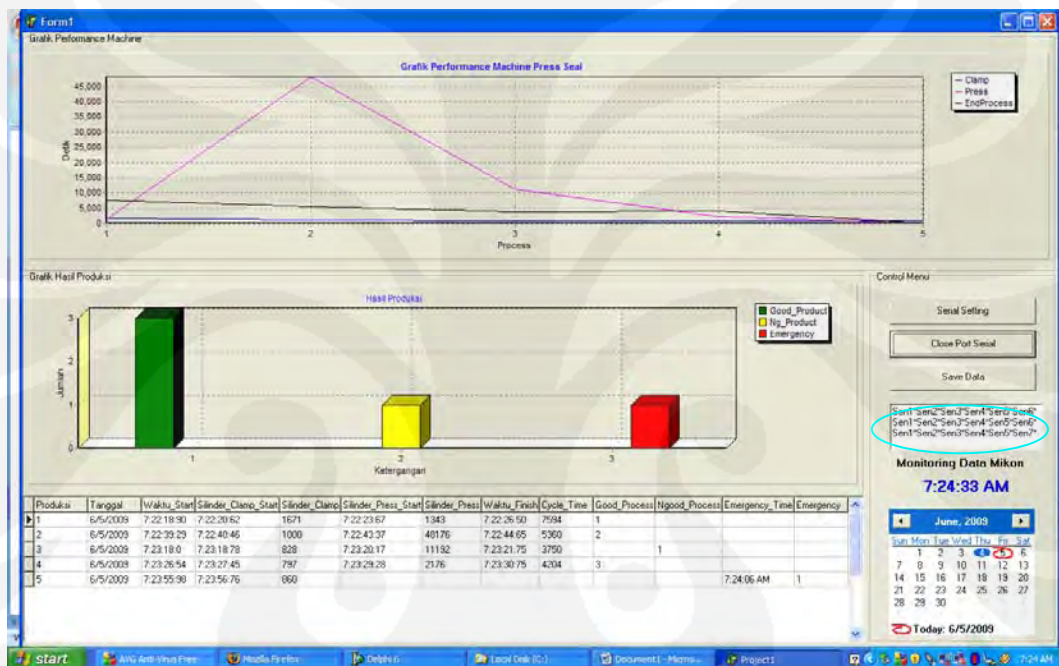 Form1
Grafik Performance Machine
Grafik Performance Machine Press Seal
Clamp
Press
EndProcess
45,000
40,000
35,000
30,000
25,000
20,000
15,000
10,000
5,000
0
Detik
1 2 3 4 5
Process
Grafik Hasil Produksi
Hasil Produksi
Good_Product
Ng_Product
Emergency
3
2
1
0
Jumlah
1 2 3
Ketergangan
Control Menu
Serial Setting
Close Port Serial
Save Data
Sen1*Sen2*Sen3*Sen4*Sen5*Sen6*
Sen1*Sen2*Sen3*Sen4*Sen5*Sen6*
Sen1*Sen2*Sen3*Sen4*Sen5*Sen7*
Monitoring Data Mikon
7:24:33 AM
June, 2009
Sun Mon Tue Wed Thu Fri Sat
1 2 3 4 5 6
7 8 9 10 11 12 13
14 15 16 17 18 19 20
21 22 23 24 25 26 27
28 29 30
Today: 6/5/2009
Produksi Tanggal Waktu_Start Silinder_Clamp_Start Silinder_Clamp Silinder_Press_Start Silinder_Press Waktu_Finish Cycle_Time Good_Process Ngood_Process Emergency_Time Emergency
1 6/5/2009 7:22:18:90 7:22:20:62 1671 7:22:23:67 1343 7:22:26:50 7594 1
2 6/5/2009 7:22:39:29 7:22:40:46 1000 7:22:43:37 48176 7:22:44:65 5360 2
3 6/5/2009 7:23:18:0 7:23:18:78 828 7:23:20:17 11192 7:23:21:75 3750 1
4 6/5/2009 7:23:26:54 7:23:27:45 797 7:23:29:28 2176 7:23:30:75 4204 3
5 6/5/2009 7:23:55:98 7:23:56:76 860 7:24:06 AM 1
start
AVG Anti-Virus Free
Mozilla Firefox
Delphi 6
Local Disk (C:)
Document1 - Micros...
Project1
7:24 AM